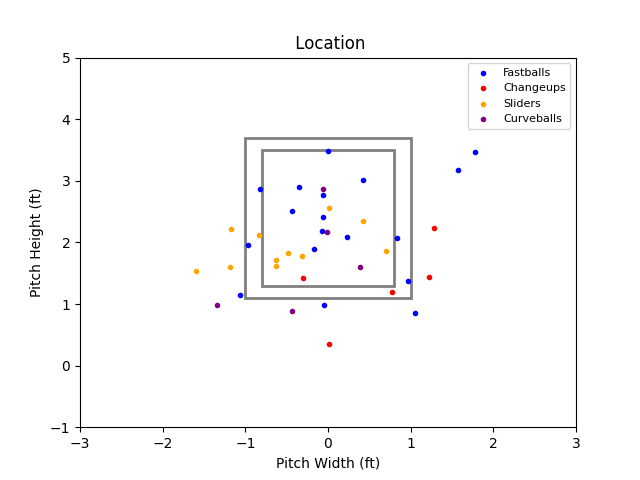 Location
Fastballs
Changeups
Sliders
Curveballs
5
4
3
2
1
0
−1
Pitch Height (ft)
−3 −2 −1 0 1 2 3
Pitch Width (ft)